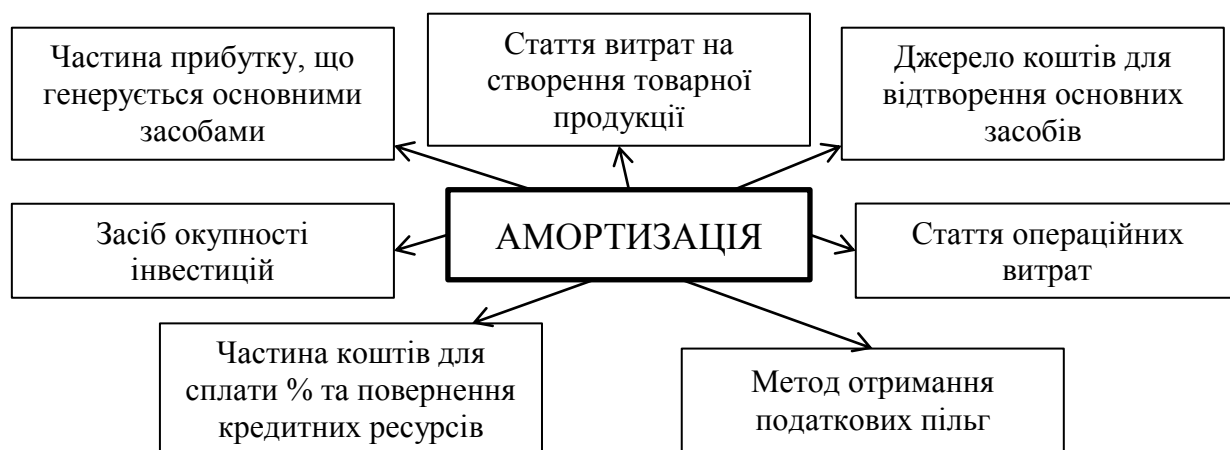 Частина прибутку, що
генерується основними
засобами
Стаття витрат на
створення товарної
продукції
Джерело коштів для
відтворення основних
засобів
Засіб окупності
інвестицій
АМОРТИЗАЦІЯ
Стаття операційних
витрат
Частина коштів для
сплати % та повернення
кредитних ресурсів
Метод отримання
податкових пільг